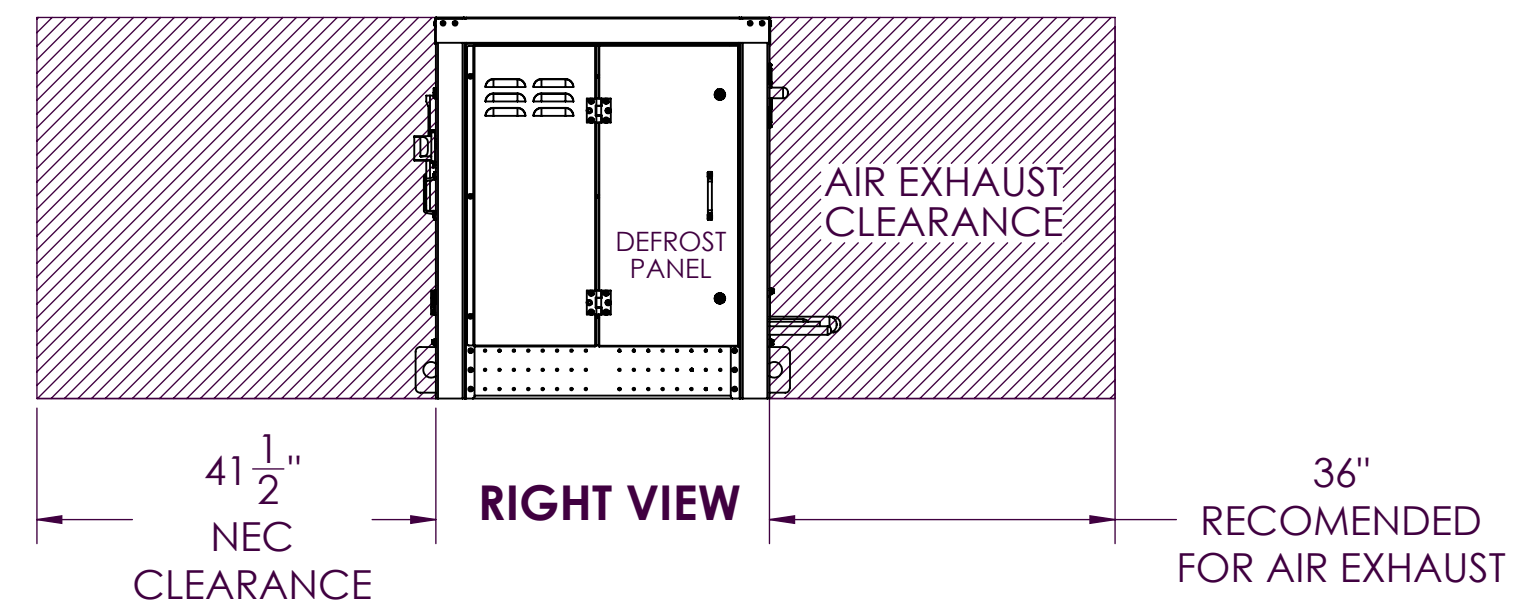 AIR EXHAUST
CLEARANCE
DEFROST
PANEL
41 1/2"
NEC
CLEARANCE
RIGHT VIEW
36"
RECOMENDED
FOR AIR EXHAUST